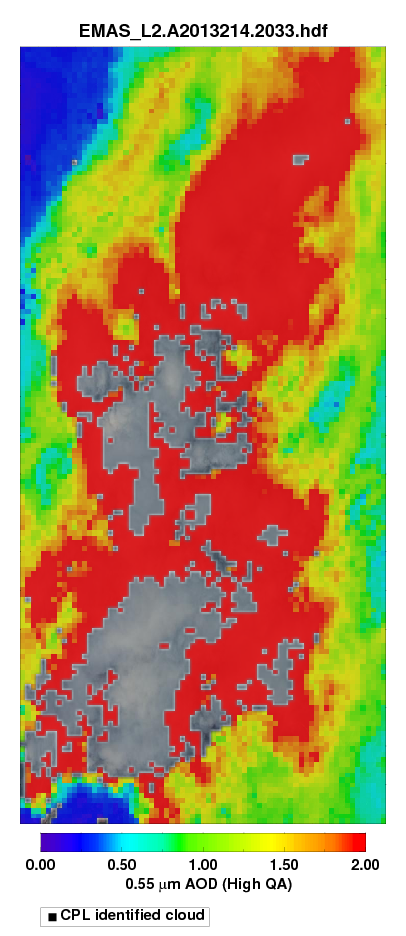 EMAS_L2.A2013214.2033.hdf
0.00 0.50 1.00 1.50 2.00
0.55 µm AOD (High QA)
CPL identified cloud